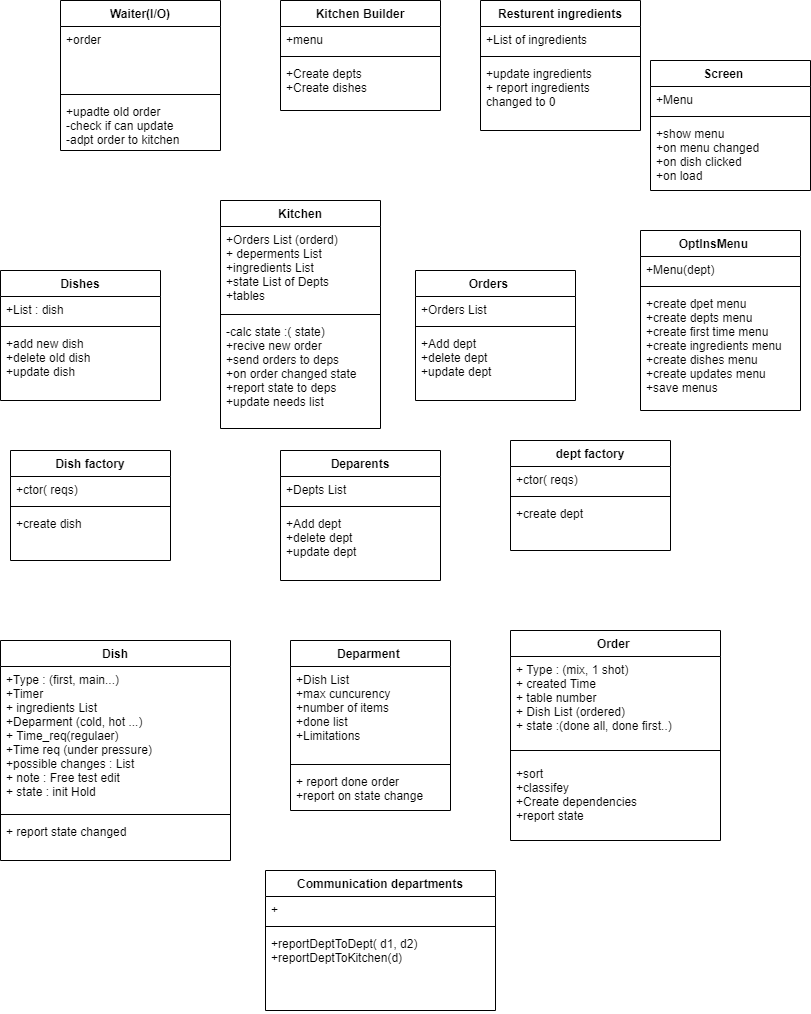 Waiter(I/O)
+order
+upadte old order
-check if can update
-adpt order to kitchen
Kitchen Builder
+menu
+Create depts
+Create dishes
Resturent ingredients
+List of ingredients
+update ingredients
+ report ingredients
changed to 0
Screen
+Menu
+show menu
+on menu changed
+on dish clicked
+on load
Dishes
+List : dish
+add new dish
+delete old dish
+update dish
Kitchen
+Orders List (orderd)
+ deperments List
+ingredients List
+state List of Depts
+tables
-calc state :( state)
+recive new order
+send orders to deps
+on order changed state
+report state to deps
+update needs list
Orders
+Orders List
+Add dept
+delete dept
+update dept
OptInsMenu
+Menu(dept)
+create dpet menu
+create depts menu
+create first time menu
+create ingredients menu
+create dishes menu
+create updates menu
+save menus
Dish factory
+ctor( reqs)
+create dish
Deparents
+Depts List
+Add dept
+delete dept
+update dept
dept factory
+ctor( reqs)
+create dept
Dish
+Type : (first, main...)
+Timer
+ ingredients List
+Deparment (cold, hot ...)
+ Time_req(regulaer)
+Time req (under pressure)
+possible changes : List
+ note : Free test edit
+ state : init Hold
+ report state changed
Deparment
+Dish List
+max cuncurency
+number of items
+done list
+Limitations
+ report done order
+report on state change
Order
+ Type : (mix, 1 shot)
+ created Time
+ table number
+ Dish List (ordered)
+ state :(done all, done first..)
+sort
+classifey
+Create dependencies
+report state
Communication departments
+
+reportDeptToDept( d1, d2)
+reportDeptToKitchen(d)